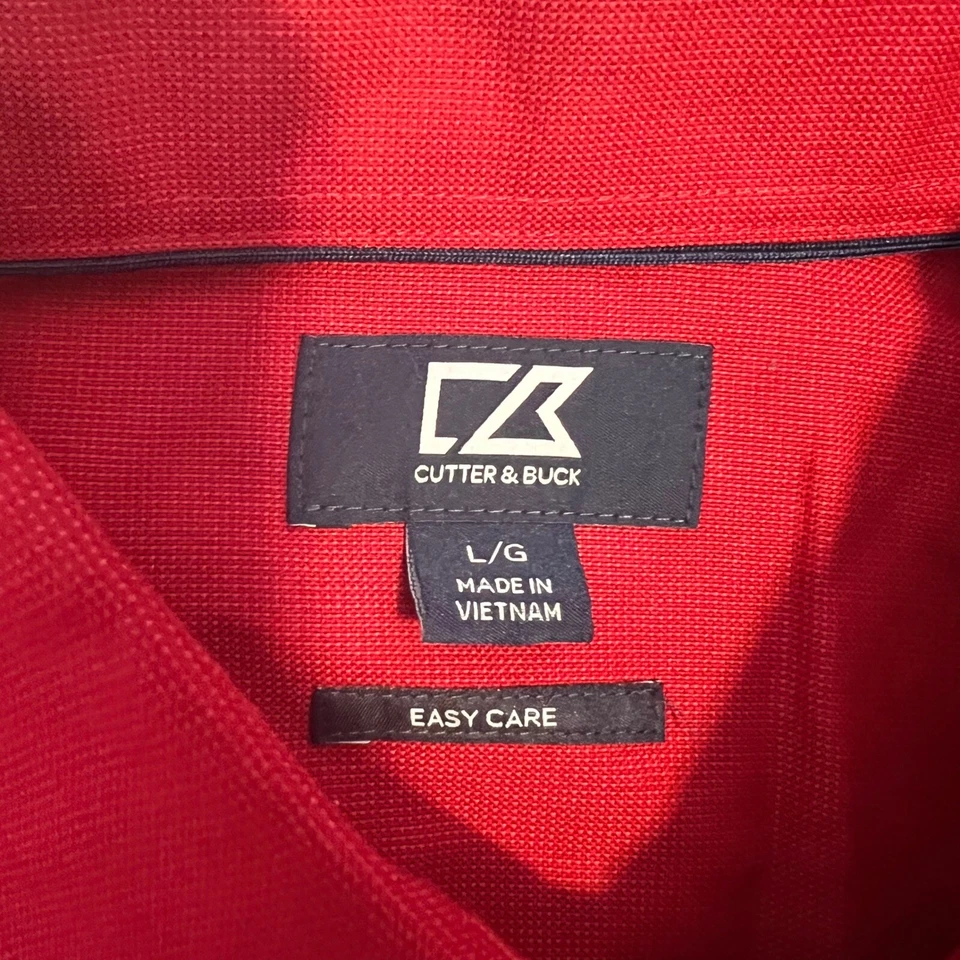 CUTTER & BUCK
L/G
MADE IN
VIETNAM
EASY CARE